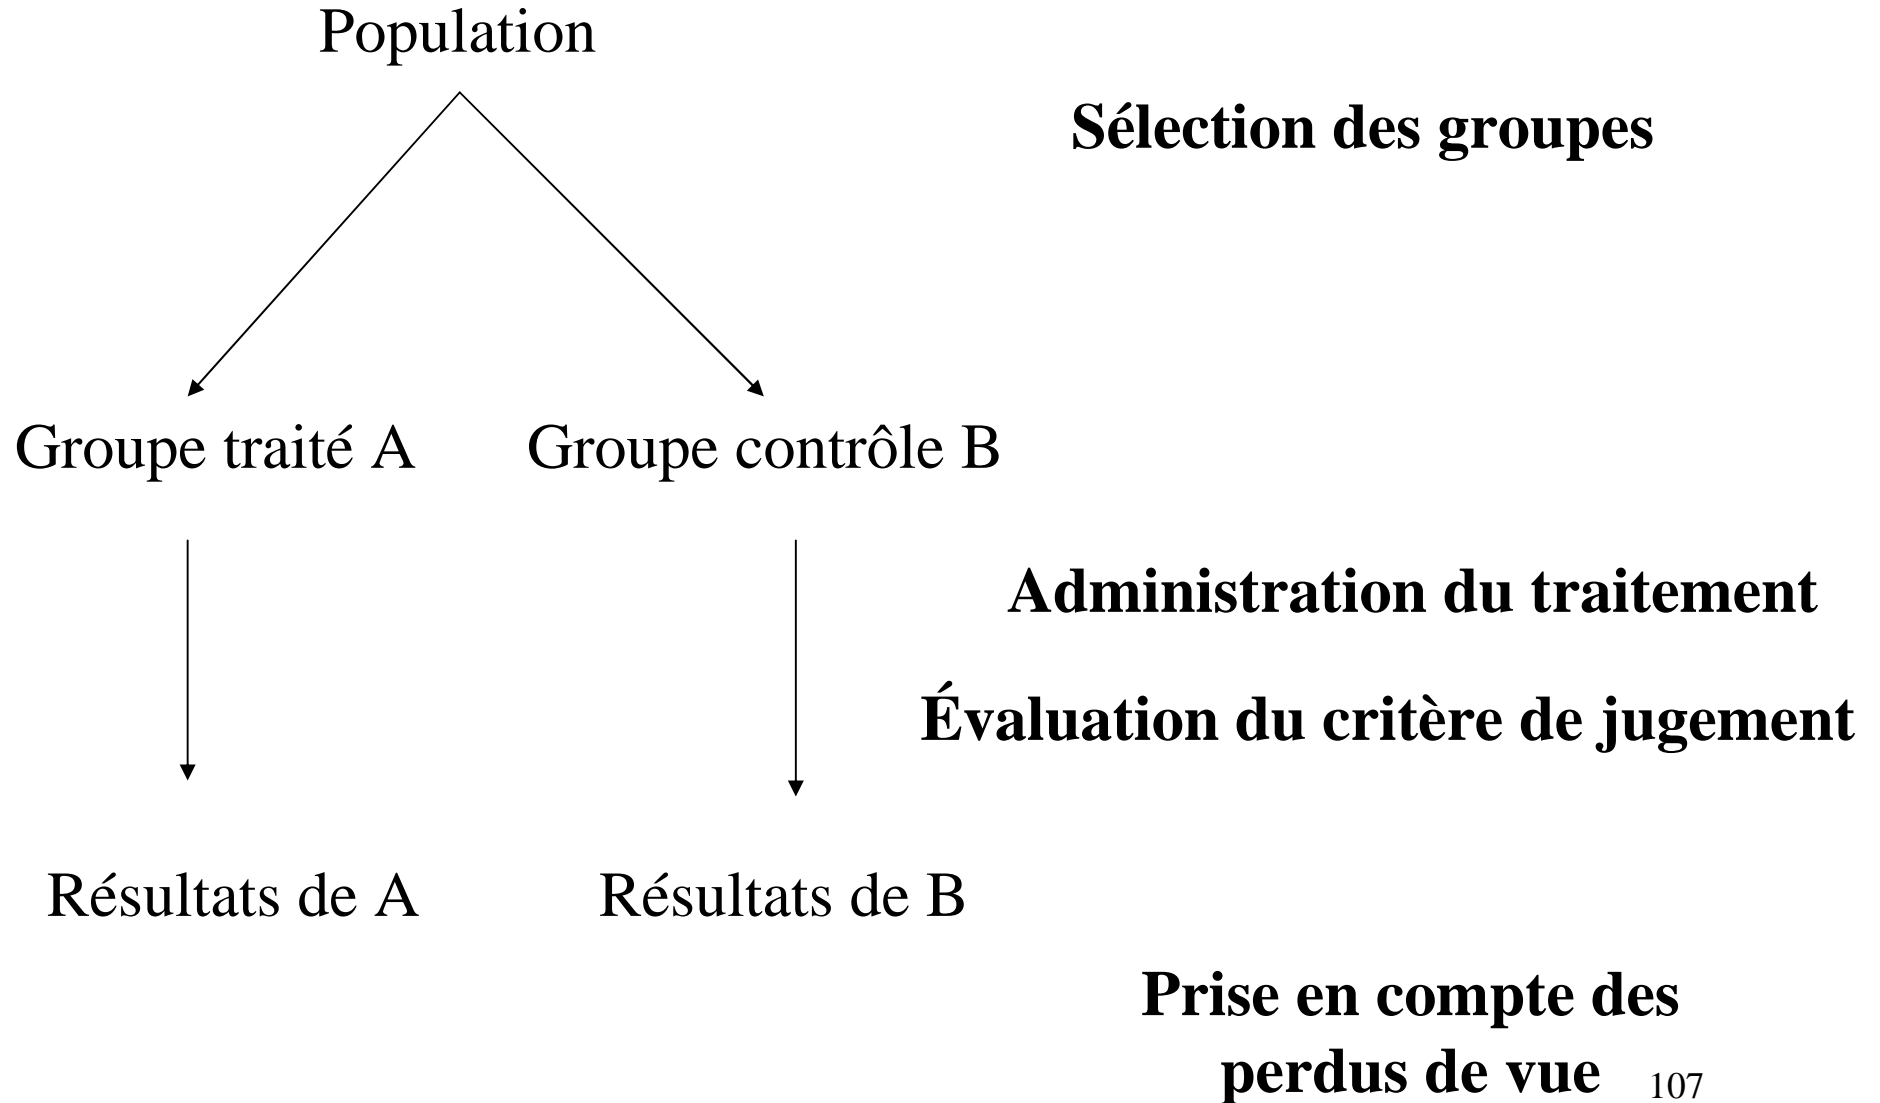 Population
Sélection des groupes
Groupe traité A
Groupe contrôle B
Administration du traitement
Évaluation du critère de jugement
Résultats de A
Résultats de B
Prise en compte des
perdus de vue
107